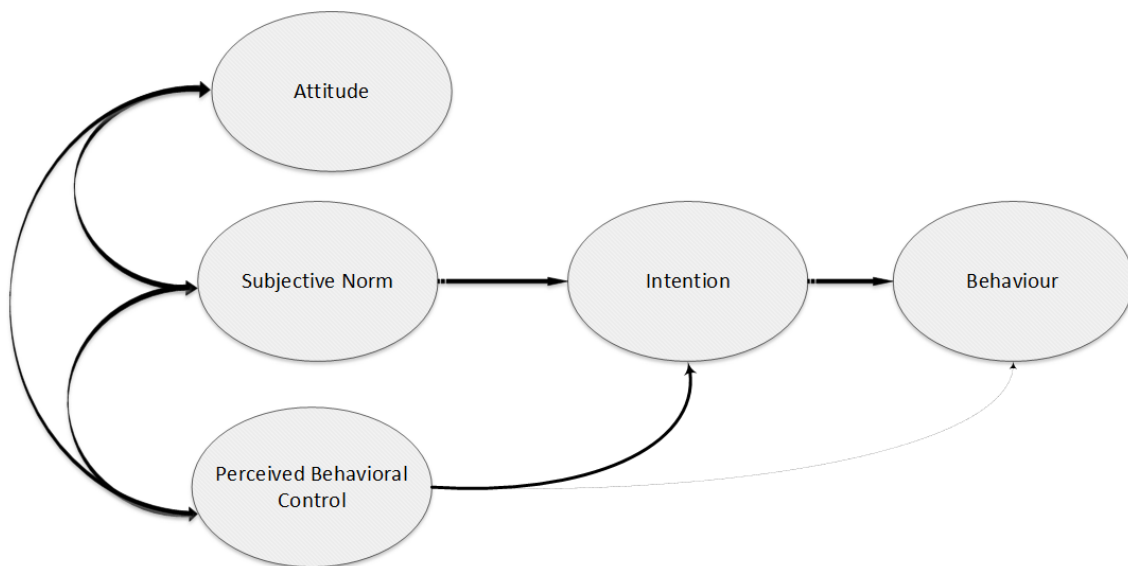 Attitude
Subjective Norm
Intention
Behaviour
Perceived Behavioral
Control